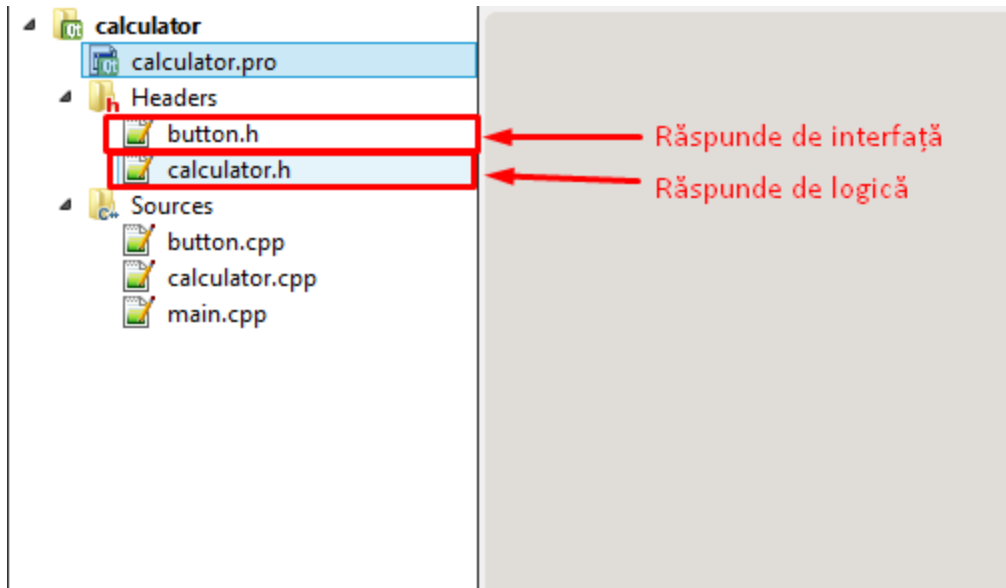 calculator
calculator.pro
Headers
button.h
Răspunde de interfață
calculator.h
Răspunde de logică
Sources
button.cpp
calculator.cpp
main.cpp